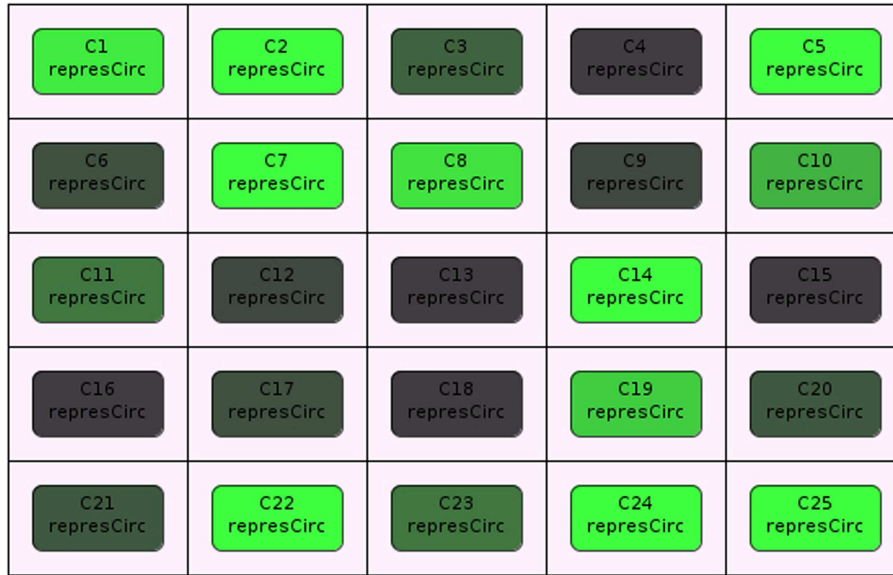 C1
represCirc
C2
represCirc
C3
represCirc
C4
represCirc
C5
represCirc
C6
represCirc
C7
represCirc
C8
represCirc
C9
represCirc
C10
represCirc
C11
represCirc
C12
represCirc
C13
represCirc
C14
represCirc
C15
represCirc
C16
represCirc
C17
represCirc
C18
represCirc
C19
represCirc
C20
represCirc
C21
represCirc
C22
represCirc
C23
represCirc
C24
represCirc
C25
represCirc